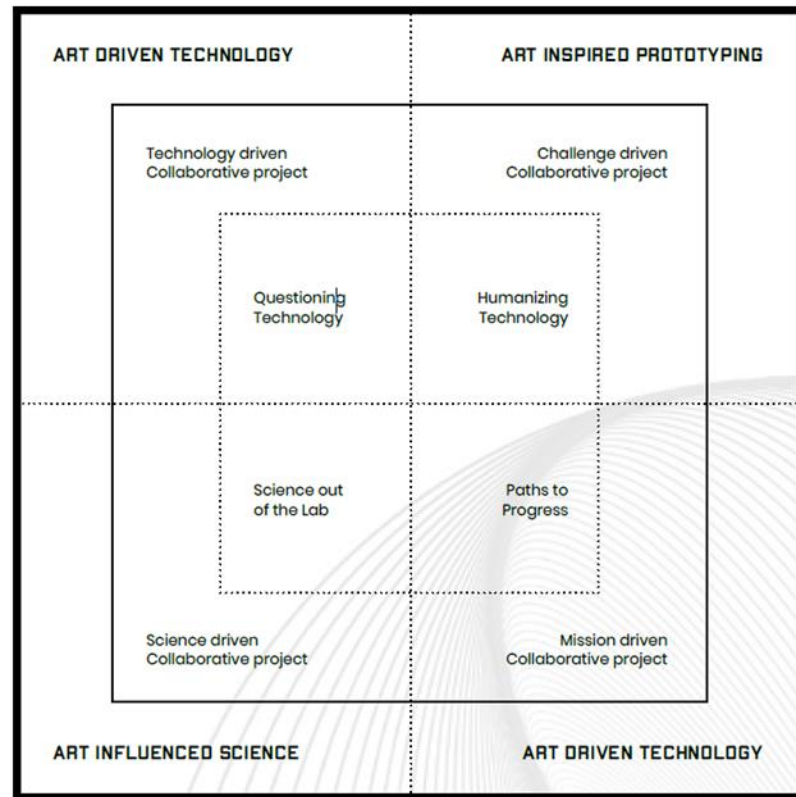 ART DRIVEN TECHNOLOGY
ART INSPIRED PROTOTYPING
Technology driven
Collaborative project
Challenge driven
Collaborative project
Questioning
Technology
Humanizing
Technology
Science out
of the Lab
Paths to
Progress
Science driven
Collaborative project
Mission driven
Collaborative project
ART INFLUENCED SCIENCE
ART DRIVEN TECHNOLOGY